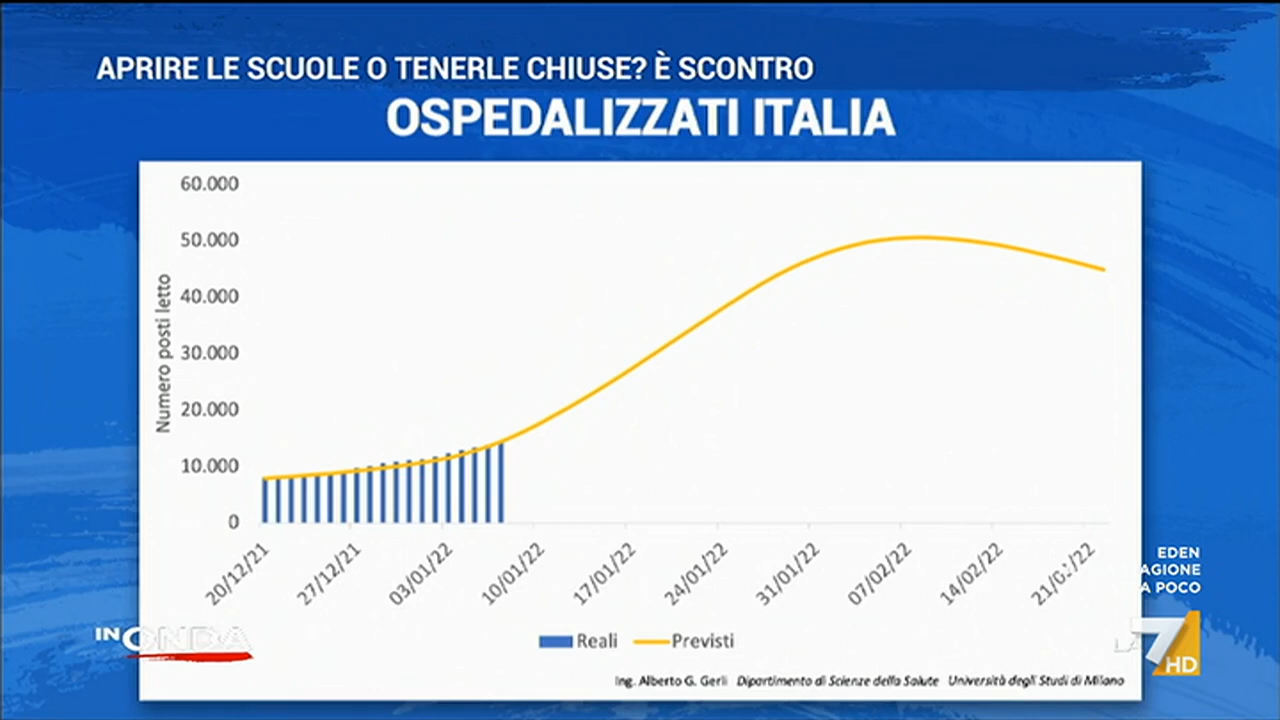 APRIRE LE SCUOLE O TENERLE CHIUSE? È SCONTRO
OSPEDALIZZATI ITALIA
60.000
50.000
40.000
30.000
20.000
10.000
0
Numero posti letto
20/12/21
27/12/21
03/01/22
10/01/22
17/01/22
24/01/22
31/01/22
07/02/22
14/02/22
Reali
Previsti
Ing. Alberto G. Gerli Dipartimento di Scienze della Salute Università degli Studi di Milano
IN ONDA
EDEN
AGIONE
A POCO
LA 7 HD